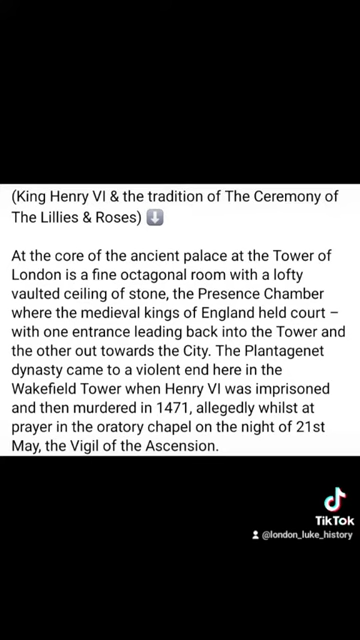 (King Henry VI & the tradition of The Ceremony of
The Lillies & Roses) ⬇️
At the core of the ancient palace at the Tower of
London is a fine octagonal room with a lofty
vaulted ceiling of stone, the Presence Chamber
where the medieval kings of England held court –
with one entrance leading back into the Tower and
the other out towards the City. The Plantagenet
dynasty came to a violent end here in the
Wakefield Tower when Henry VI was imprisoned
and then murdered in 1471, allegedly whilst at
prayer in the oratory chapel on the night of 21st
May, the Vigil of the Ascension.
TikTok
@london_luke_history